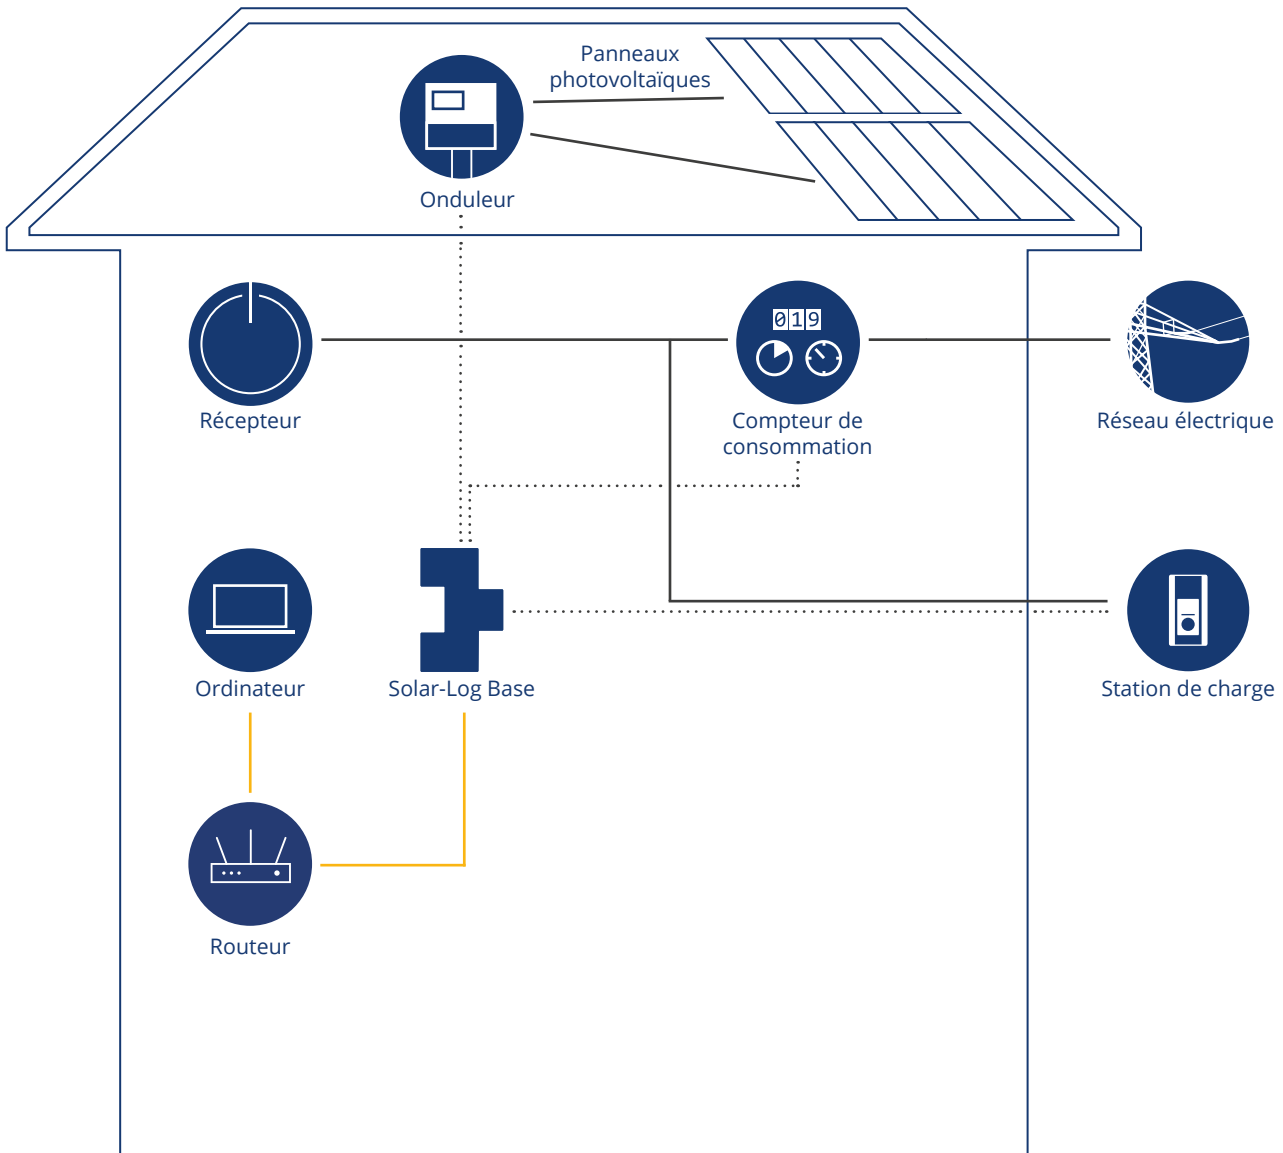 Panneaux
photovoltaïques
Onduleur
019
Récepteur
Compteur de
consommation
Réseau électrique
Ordinateur
Solar-Log Base
Station de charge
Routeur